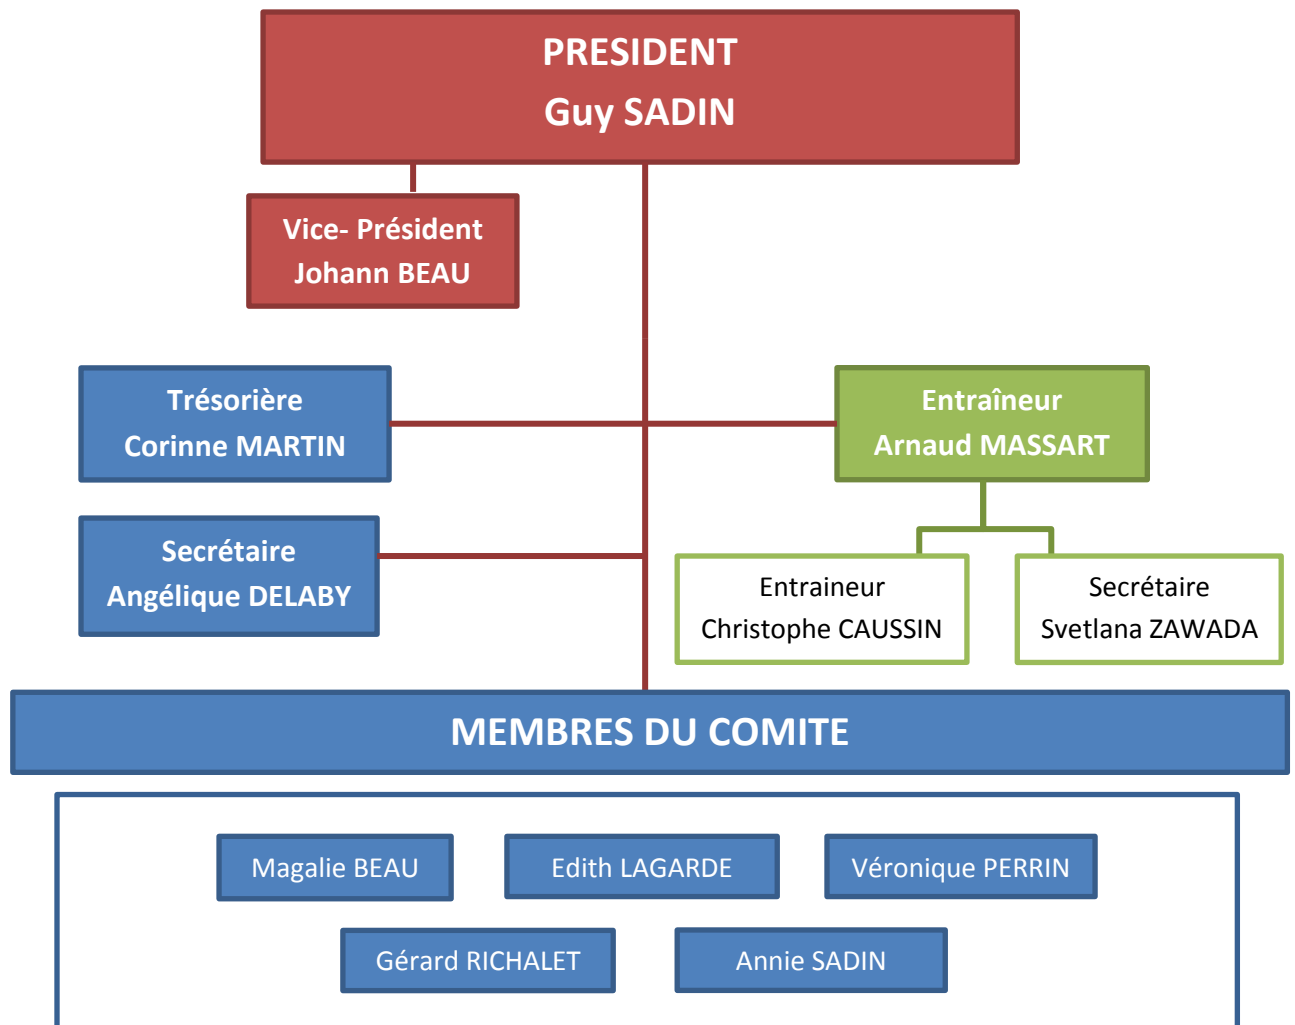 PRESIDENT
Guy SADIN
Vice- Président
Johann BEAU
Trésorière
Corinne MARTIN
Entraîneur
Arnaud MASSART
Secrétaire
Angélique DELABY
Entraineur
Christophe CAUSSIN
Secrétaire
Svetlana ZAWADA
MEMBRES DU COMITE
Magalie BEAU
Edith LAGARDE
Véronique PERRIN
Gérard RICHALET
Annie SADIN